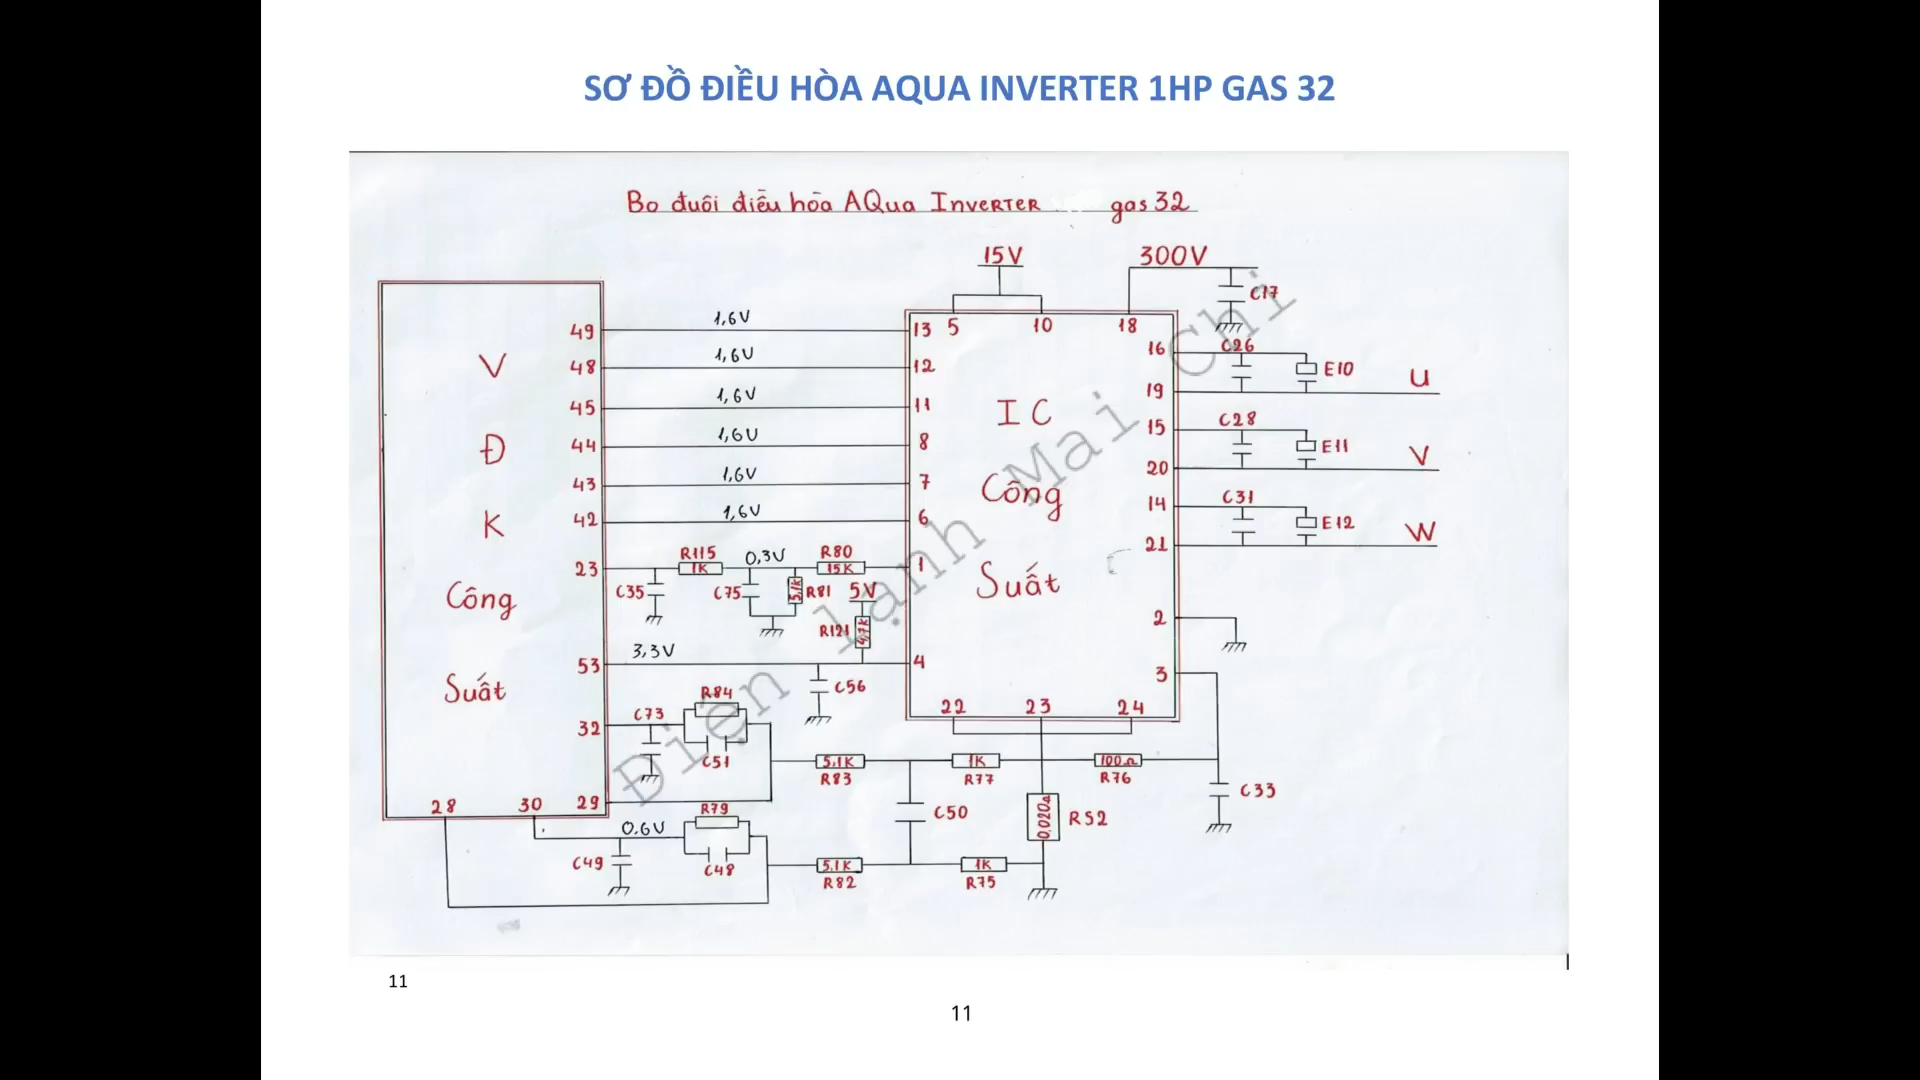 SƠ ĐỒ ĐIỀU HÒA AQUA INVERTER 1HP GAS 32
Bo đuôi điều hòa AQua InveRTER gas 32
15V 300V
C17
5 10 18
49 1,6V 13
48 1,6V 12
45 1,6V 11
44 1,6V 8
43 1,6V 7
42 1,6V 6
V
Đ
K
Công
Suất
IC
Công
Suất
16 C26 E10
19 U
15 C28 E11
20 V
14 C31 E12
21 W
23 R115 1K 0,3V R80 15K 1
C35 C75 5.1K R81 5V
R121 4,7K
2
53 3,3V 4
C56
3
22 23 24
32 C73 R84
C51
5.1K 1K 100Ω
R83 R77 R76
C33
28 30 29
0.6V R79
C50 0,020Ω RS2
C49 C48
5.1K 1K
R82 R75
Điện lạnh Mai Chi
11
11